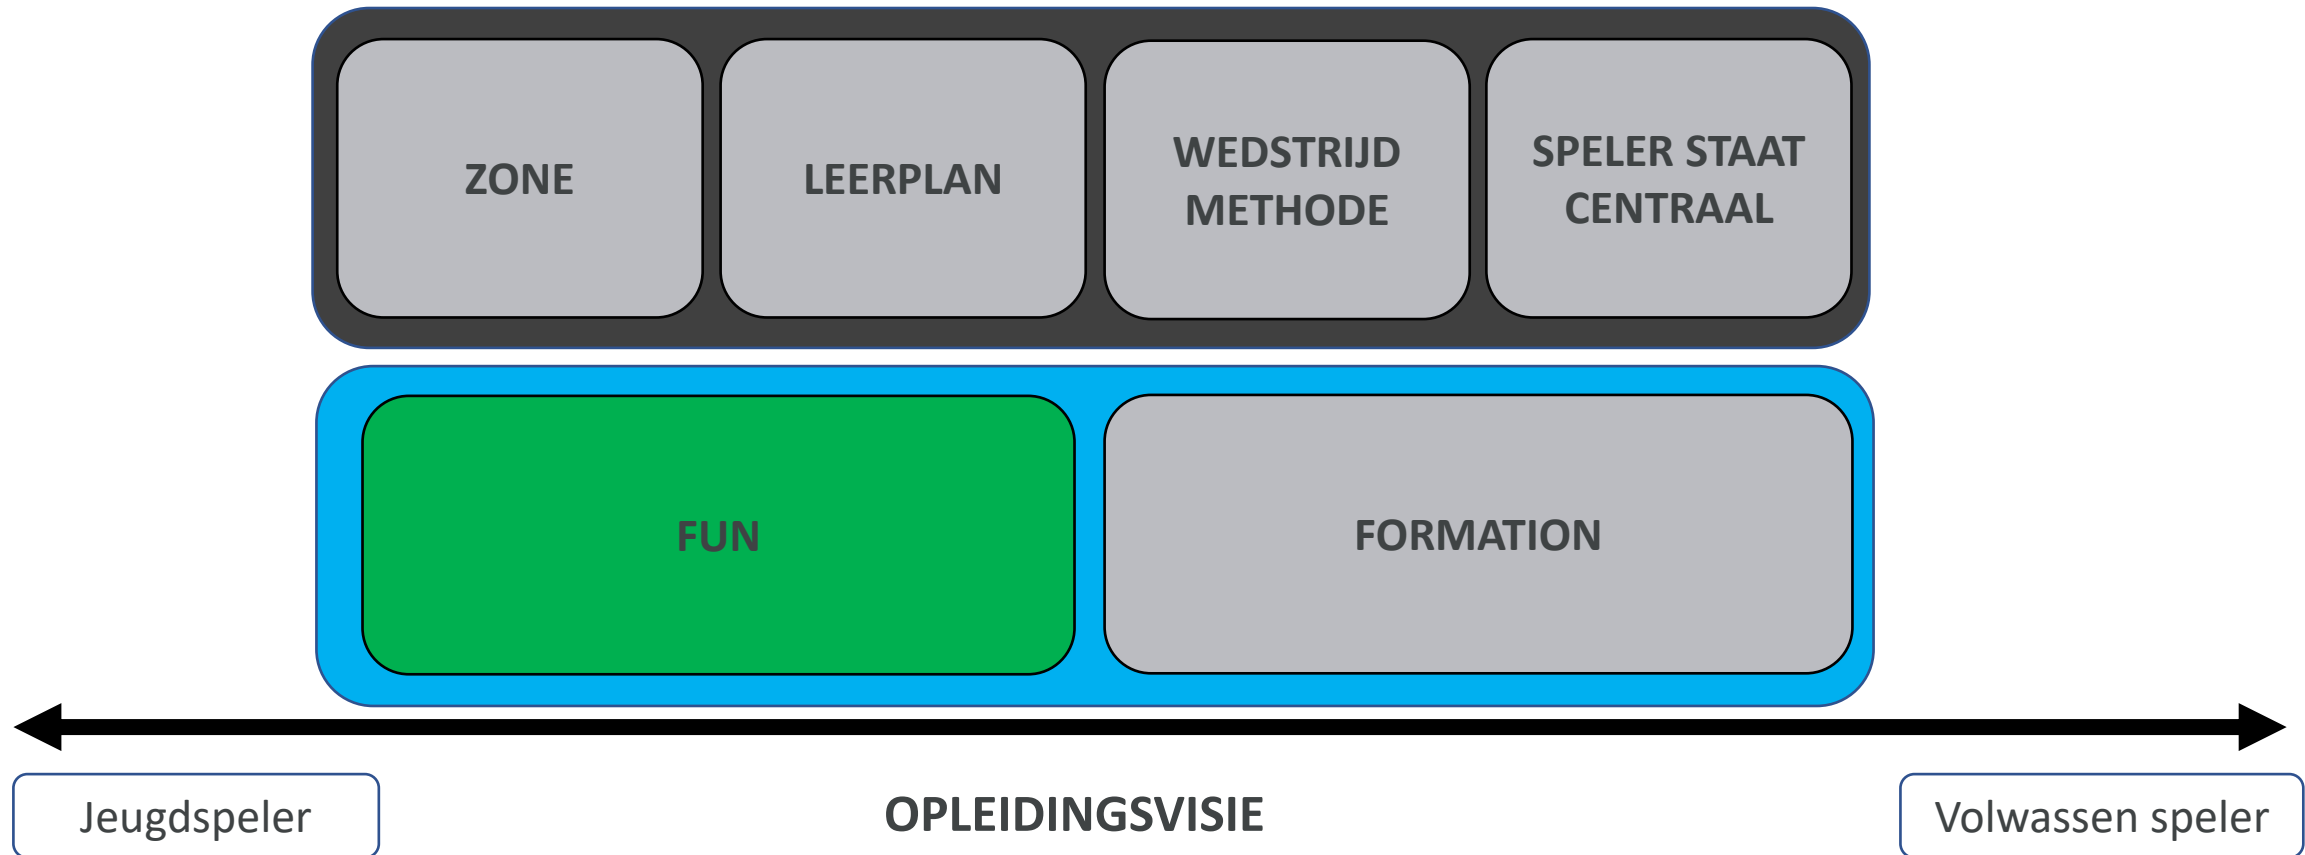 ZONE
LEERPLAN
WEDSTRIJD
METHODE
SPELER STAAT
CENTRAAL
FUN
FORMATION
Jeugdspeler
OPLEIDINGSVISIE
Volwassen speler